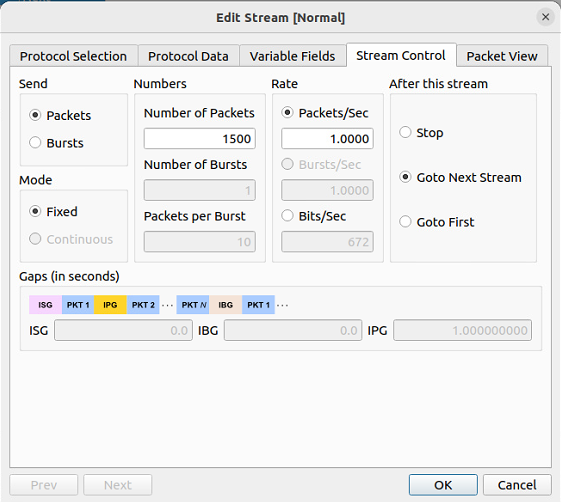 Edit Stream [Normal]
Protocol Selection
Protocol Data
Variable Fields
Stream Control
Packet View
Send
Packets
Bursts
Mode
Fixed
Continuous
Numbers
Number of Packets
1500
Number of Bursts
1
Packets per Burst
10
Rate
Packets/Sec
1.0000
Bursts/Sec
1.0000
Bits/Sec
672
After this stream
Stop
Goto Next Stream
Goto First
Gaps (in seconds)
ISG PKT 1 IPG PKT 2 ... PKT N IBG PKT 1 ...
ISG 0.0 IBG 0.0 IPG 1.000000000
Prev
Next
OK
Cancel